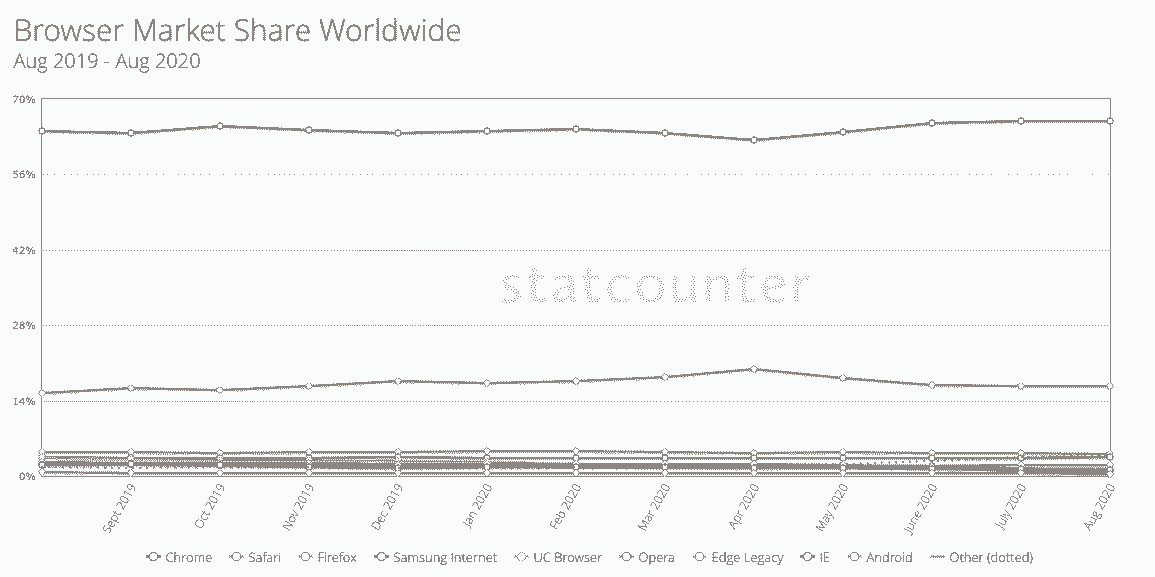 Browser Market Share Worldwide
Aug 2019 - Aug 2020
70%
56%
42%
statcounter
28%
14%
0%
Sept 2019
Oct 2019
Nov 2019
Dec 2019
Jan 2020
Feb 2020
Mar 2020
Apr 2020
May 2020
June 2020
July 2020
Aug 2020
Chrome Safari Firefox Samsung Internet UC Browser Opera Edge Legacy IE Android Other (dotted)